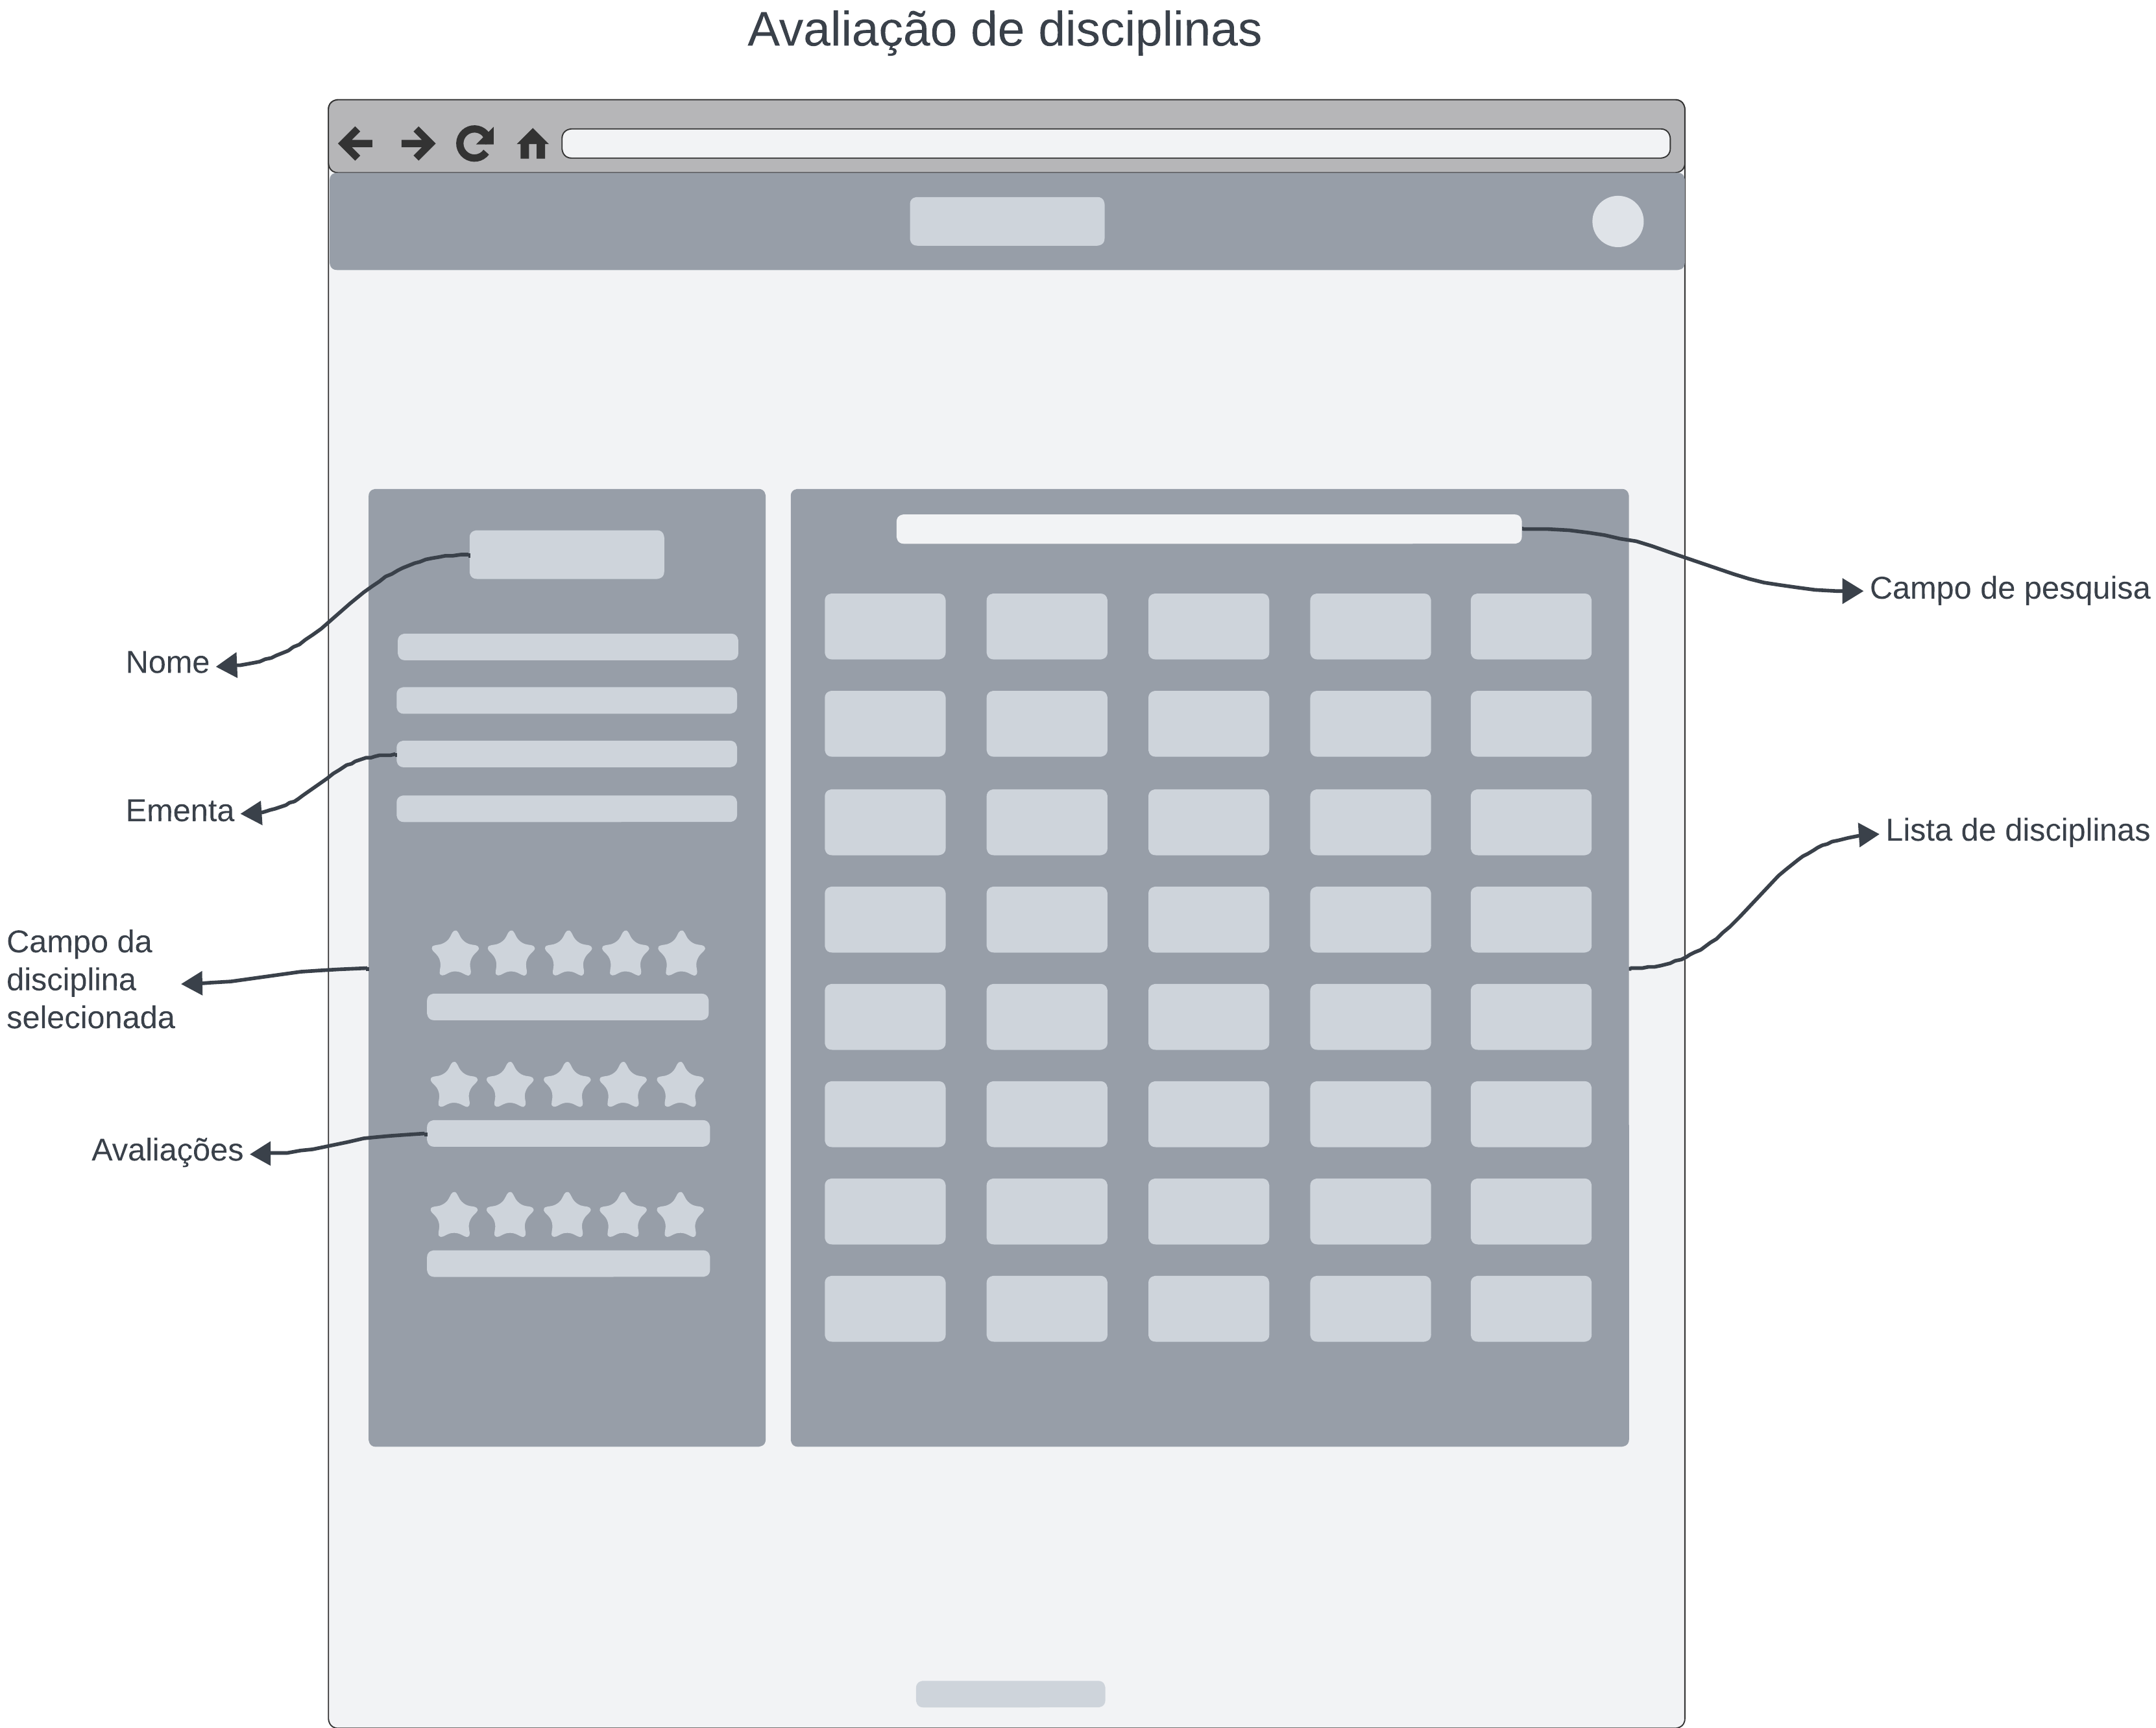 Avaliação de disciplinas
Campo de pesquisa
Nome
Ementa
Lista de disciplinas
Campo da
disciplina
selecionada
Avaliações